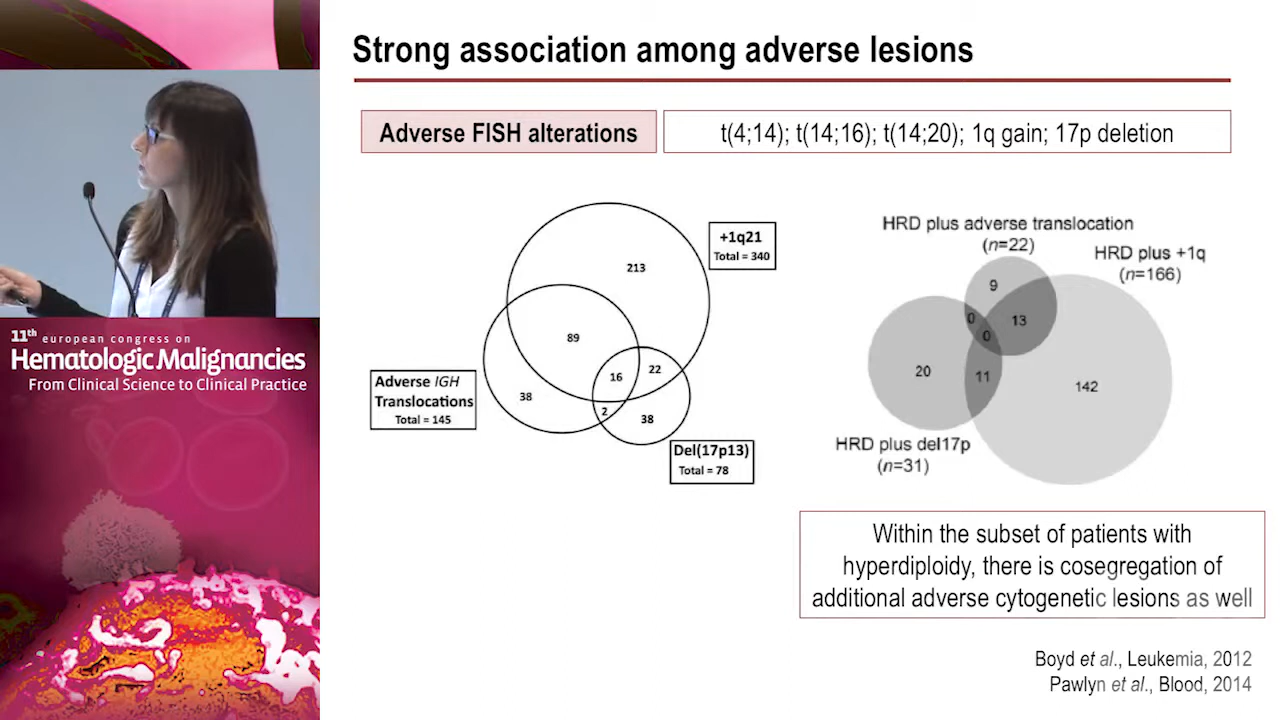 Strong association among adverse lesions
Adverse FISH alterations
t(4;14); t(14;16); t(14;20); 1q gain; 17p deletion
+1q21
Total = 340
213
89
16
22
38
2
38
Adverse IGH
Translocations
Total = 145
Del(17p13)
Total = 78
HRD plus adverse translocation
(n=22)
HRD plus +1q
(n=166)
9
0
13
0
20
11
142
HRD plus del17p
(n=31)
Within the subset of patients with
hyperdiploidy, there is cosegregation of
additional adverse cytogenetic lesions as well
Boyd et al., Leukemia, 2012
Pawlyn et al., Blood, 2014
11th european congress on
Hematologic Malignancies
From Clinical Science to Clinical Practice